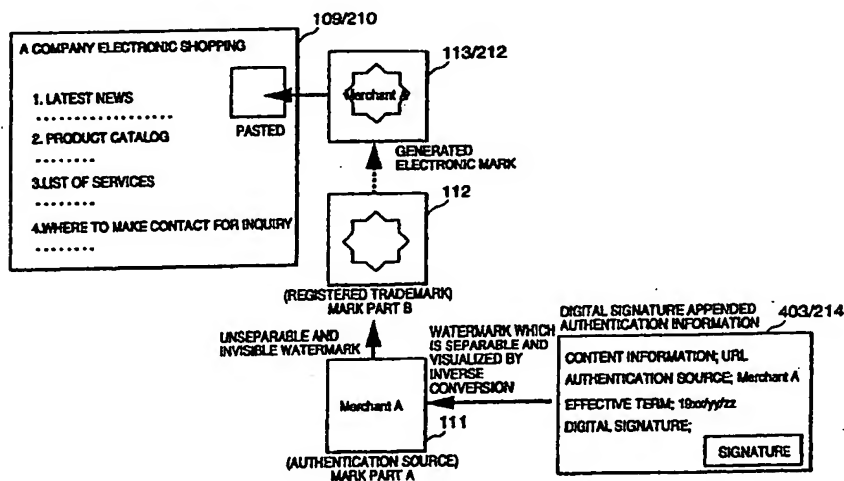 109/210
A COMPANY ELECTRONIC SHOPPING
1. LATEST NEWS
2. PRODUCT CATALOG
3.LIST OF SERVICES
4.WHERE TO MAKE CONTACT FOR INQUIRY
PASTED
113/212
Merchant
GENERATED
ELECTRONIC MARK
112
(REGISTERED TRADEMARK)
MARK PART B
UNSEPARABLE AND
INVISIBLE WATERMARK
WATERMARK WHICH
IS SEPARABLE AND
VISUALIZED BY
INVERSE
CONVERSION
Merchant A
111
(AUTHENTICATION SOURCE)
MARK PART A
DIGITAL SIGNATURE APPENDED
AUTHENTICATION INFORMATION
403/214
CONTENT INFORMATION; URL
AUTHENTICATION SOURCE; Merchant A
EFFECTIVE TERM; 19xx/yy/zz
DIGITAL SIGNATURE;
SIGNATURE